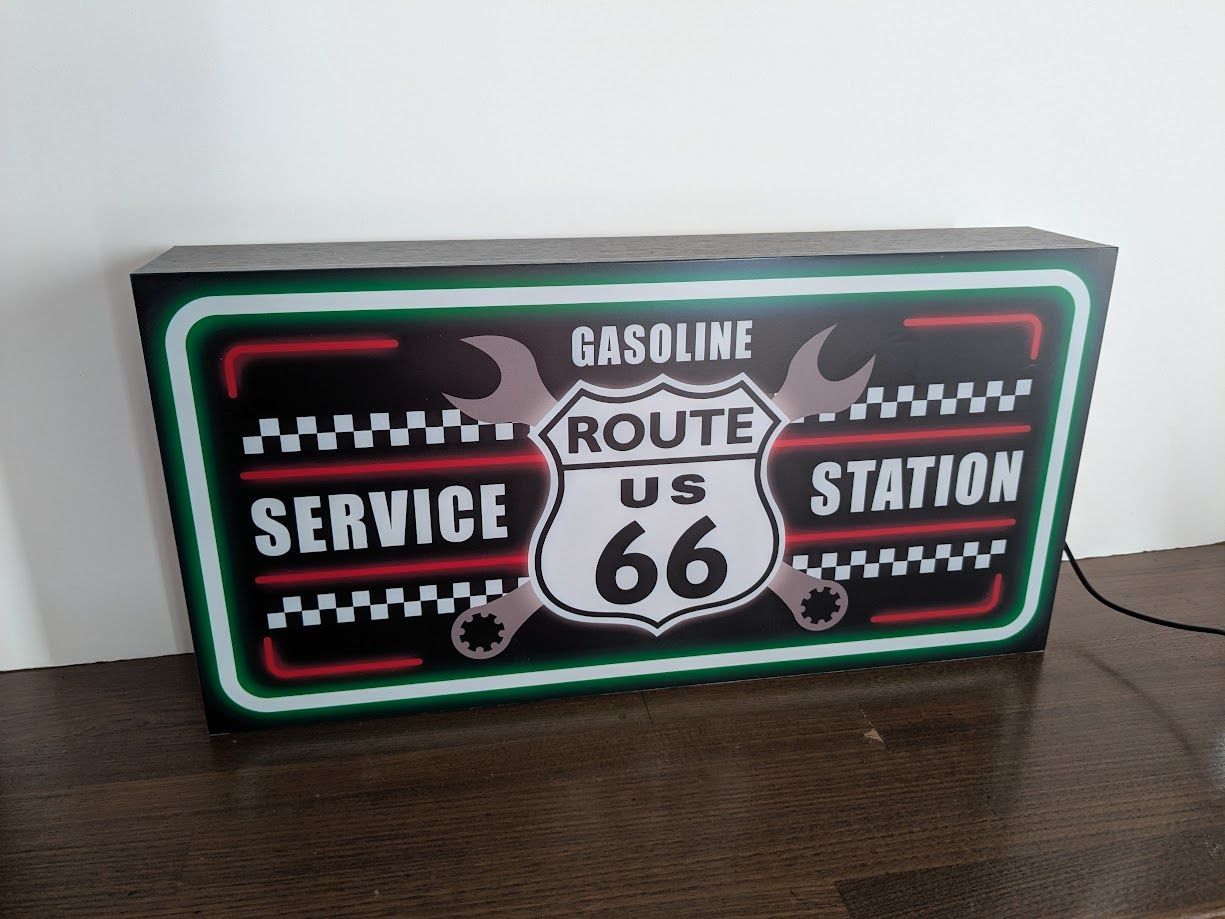 GASOLINE
ROUTE
US
66
SERVICE
STATION